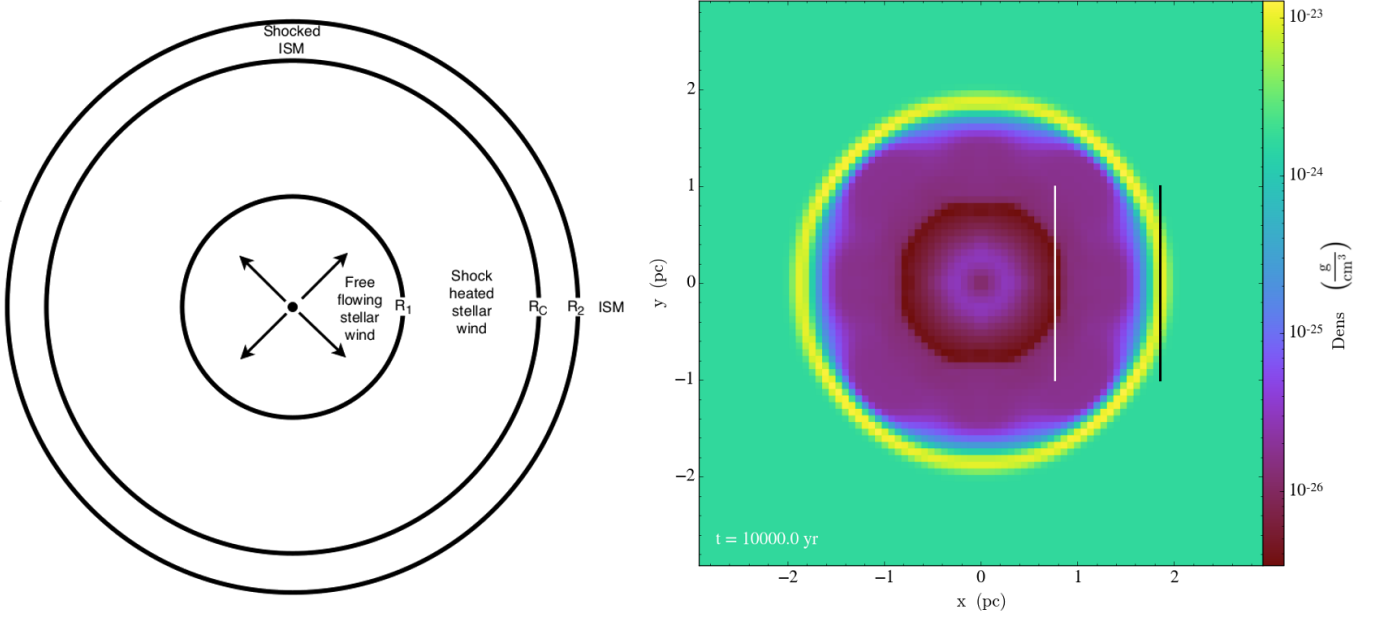 Shocked
ISM
Free
flowing
stellar
wind
R1
Shock
heated
stellar
wind
RC
R2
ISM
2
1
0
−1
−2
y (pc)
−2
−1
0
1
2
x (pc)
t = 10000.0 yr
10-23
10-24
10-25
10-26
Dens (g/cm3)